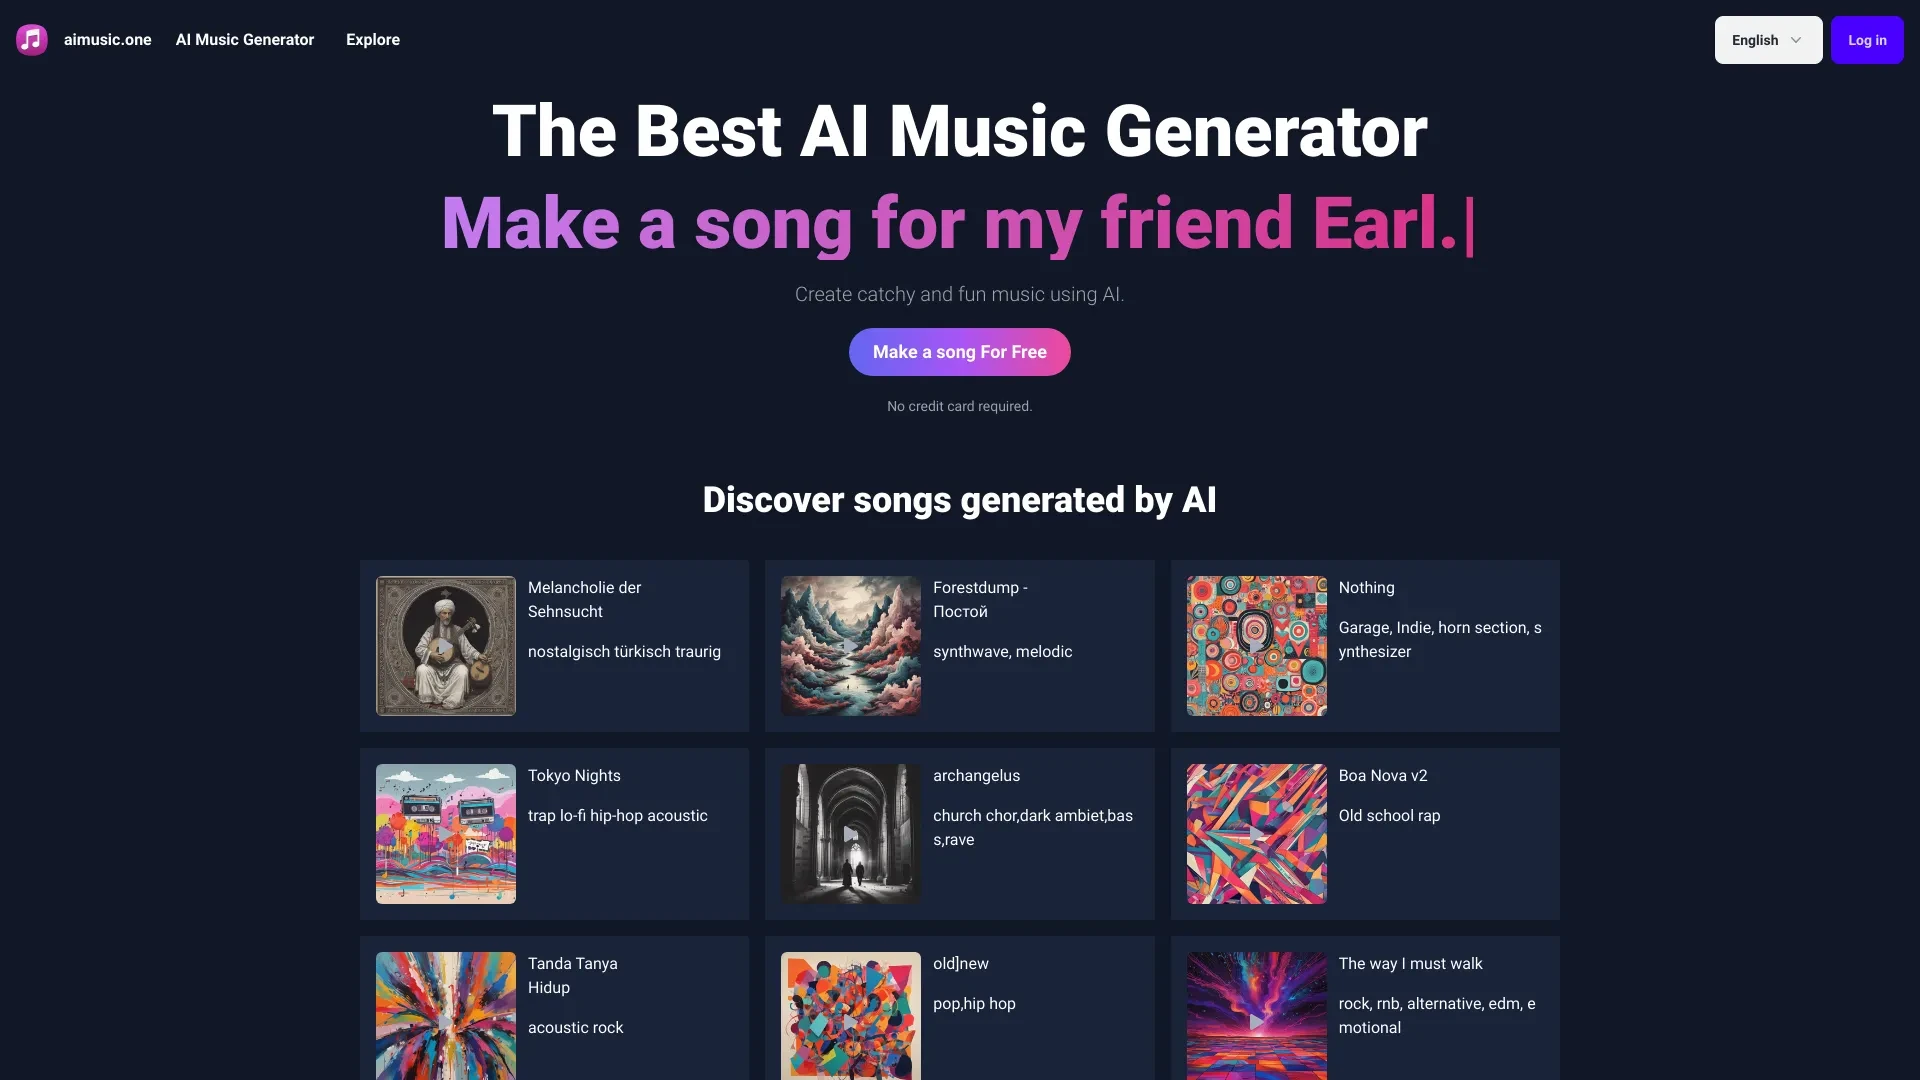 aimusic.one
AI Music Generator
Explore
English
Log in
The Best AI Music Generator
Make a song for my friend Earl.|
Create catchy and fun music using AI.
Make a song For Free
No credit card required.
Discover songs generated by AI
Melancholie der
Sehnsucht
nostalgisch türkisch traurig
Forestdump -
Постой
synthwave, melodic
Nothing
Garage, Indie, horn section, s
ynthesizer
Tokyo Nights
trap lo-fi hip-hop acoustic
archangelus
church chor,dark ambiet,bas
s,rave
Boa Nova v2
Old school rap
Tanda Tanya
Hidup
acoustic rock
old]new
pop,hip hop
The way I must walk
rock, rnb, alternative, edm, e
motional